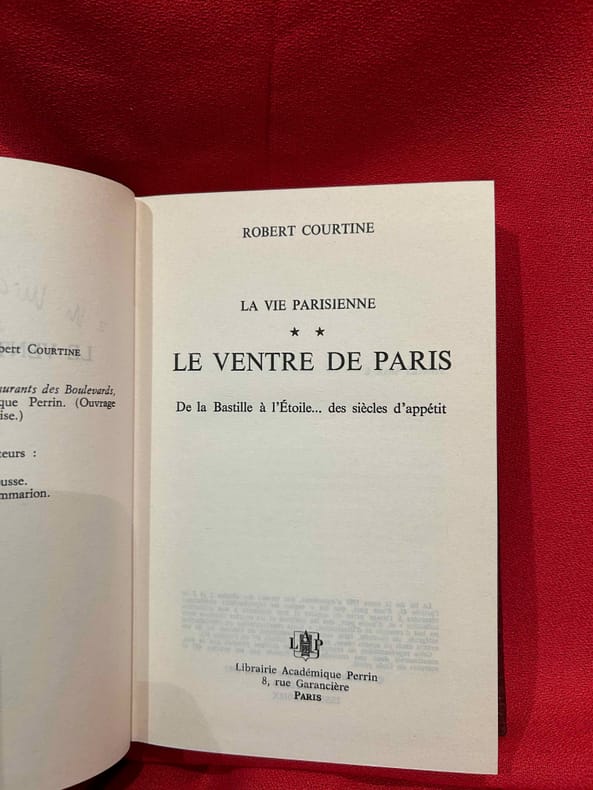 bert COURTINE
urants des Boulevards,
que Perrin. (Ouvrage
ise.)
teurs :
usse.
mmarion.
ROBERT COURTINE
LA VIE PARISIENNE
★ ★
LE VENTRE DE PARIS
De la Bastille à l'Étoile... des siècles d'appétit
L P
Librairie Académique Perrin
8, rue Garancière
PARIS